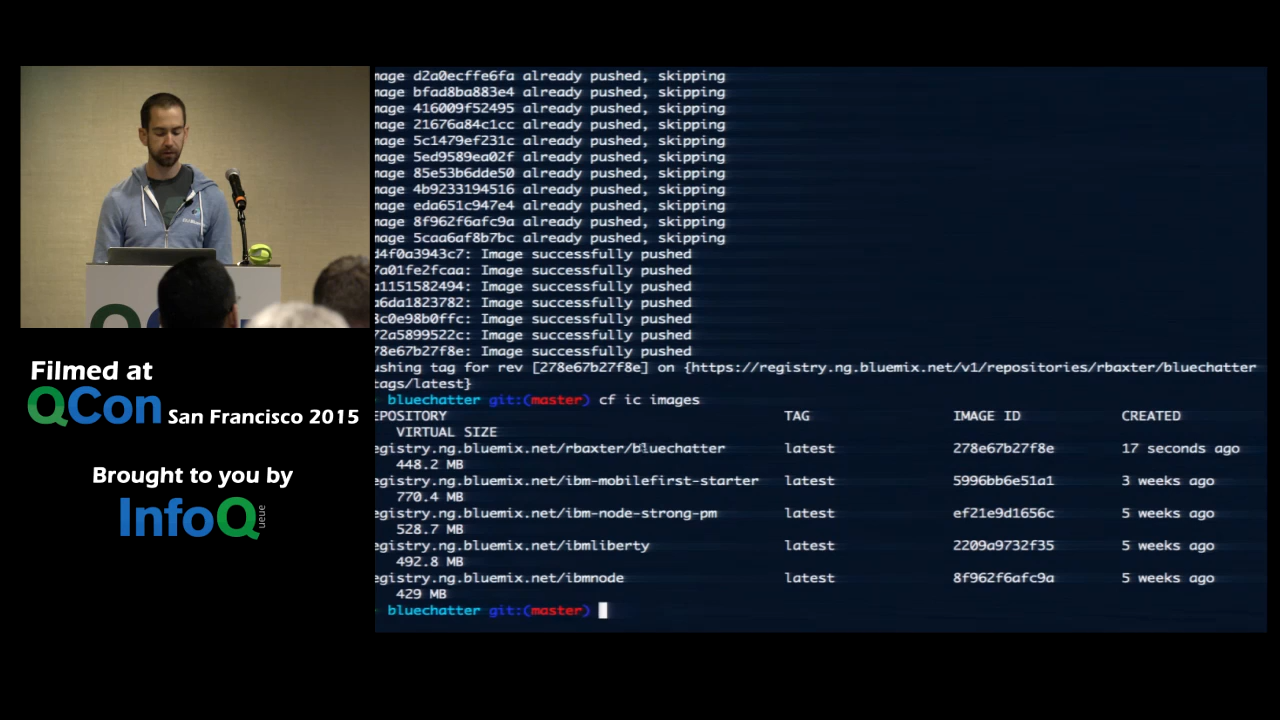 mage d2a0ecffe6fa already pushed, skipping
mage bfad8ba883e4 already pushed, skipping
mage 416009f52495 already pushed, skipping
mage 21676a84c1cc already pushed, skipping
mage 5c1479ef231c already pushed, skipping
mage 5ed9589ea02f already pushed, skipping
mage 85e53b6dde50 already pushed, skipping
mage 4b9233194516 already pushed, skipping
mage eda651c947e4 already pushed, skipping
mage 8f962f6afc9a already pushed, skipping
mage 5caa6af8b7bc already pushed, skipping
d4f0a3943c7: Image successfully pushed
7a01fe2fcaa: Image successfully pushed
a1151582494: Image successfully pushed
a6da1823782: Image successfully pushed
3c0e98b0ffc: Image successfully pushed
72a5899522c: Image successfully pushed
78e67b27f8e: Image successfully pushed
ushing tag for rev [278e67b27f8e] on {https://registry.ng.bluemix.net/v1/repositories/rbaxter/bluechatter
tags/latest}
bluechatter git:(master) cf ic images
EPOSITORY TAG IMAGE ID CREATED
VIRTUAL SIZE
egistry.ng.bluemix.net/rbaxter/bluechatter latest 278e67b27f8e 17 seconds ago
448.2 MB
egistry.ng.bluemix.net/ibm-mobilefirst-starter latest 5996bb6e51a1 3 weeks ago
770.4 MB
egistry.ng.bluemix.net/ibm-node-strong-pm latest ef21e9d1656c 5 weeks ago
528.7 MB
egistry.ng.bluemix.net/ibmliberty latest 2209a9732f35 5 weeks ago
492.8 MB
egistry.ng.bluemix.net/ibmnode latest 8f962f6afc9a 5 weeks ago
429 MB
bluechatter git:(master)
Filmed at
QCon San Francisco 2015
Brought to you by
InfoQueue